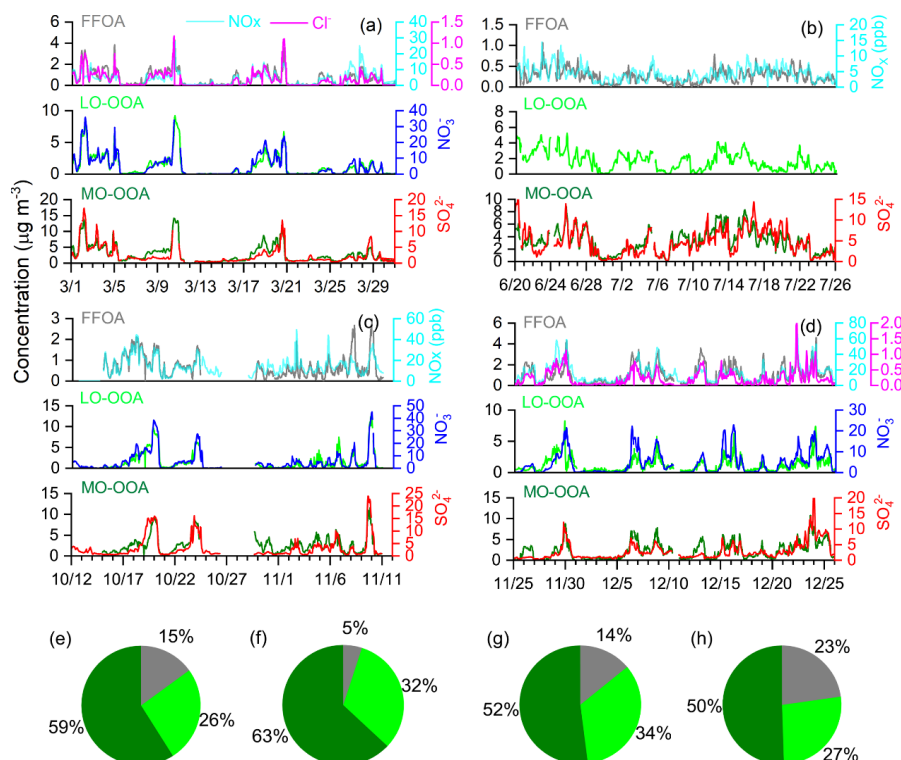 FFOA NOx Cl⁻ (a)
6 4 2 0
40 20 0
1.5 1.0 0.5 0.0
LO-OOA
10 5 0
40 30 20 10 0
NO₃⁻
MO-OOA
20 15 10 5 0
20 15 10 5 0
SO₄²⁻
3/1 3/5 3/9 3/13 3/17 3/21 3/25 3/29
FFOA (b)
1.5 1.0 0.5 0.0
20 15 10 5 0
NOx (ppb)
LO-OOA
8 6 4 2 0
MO-OOA
10 8 6 4 2 0
15 10 5 0
SO₄²⁻
6/20 6/24 6/28 7/2 7/6 7/10 7/14 7/18 7/22 7/26
Concentration (μg m⁻³)
FFOA (c)
3 2 1 0
60 40 20 0
NOx (ppb)
LO-OOA
15 10 5 0
50 40 30 20 10 0
NO₃⁻
MO-OOA
15 10 5 0
25 20 15 10 5 0
SO₄²⁻
10/12 10/17 10/22 10/27 11/1 11/6 11/11
FFOA (d)
6 4 2 0
80 60 40 20 0
2.0 1.5 1.0 0.5 0.0
LO-OOA
10 5 0
30 20 10 0
NO₃⁻
MO-OOA
15 10 5 0
20 15 10 5 0
SO₄²⁻
11/25 11/30 12/5 12/10 12/15 12/20 12/25
(e) 15% 26% 59%
(f) 5% 32% 63%
(g) 14% 34% 52%
(h) 23% 27% 50%